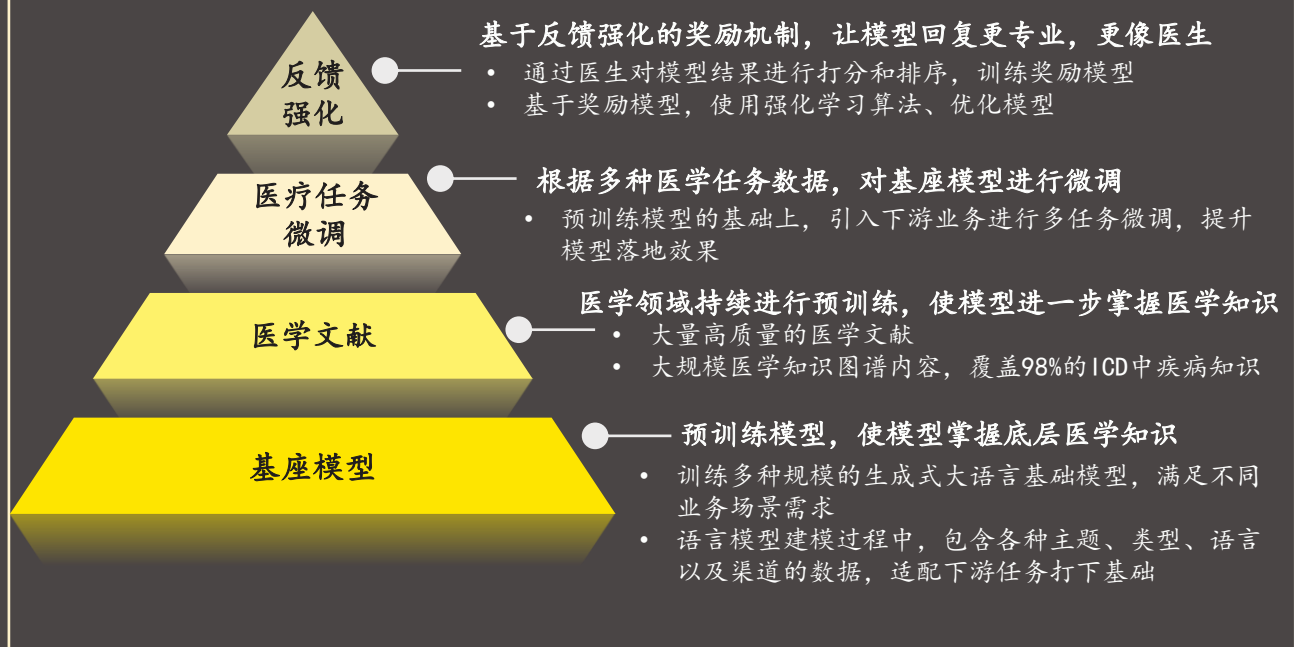 反馈
强化
基于反馈强化的奖励机制，让模型回复更专业，更像医生
• 通过医生对模型结果进行打分和排序，训练奖励模型
• 基于奖励模型，使用强化学习算法、优化模型
医疗任务
微调
根据多种医学任务数据，对基座模型进行微调
• 预训练模型的基础上，引入下游业务进行多任务微调，提升
模型落地效果
医学文献
医学领域持续进行预训练，使模型进一步掌握医学知识
• 大量高质量的医学文献
• 大规模医学知识图谱内容，覆盖98%的ICD中疾病知识
基座模型
预训练模型，使模型掌握底层医学知识
• 训练多种规模的生成式大语言基础模型，满足不同
业务场景需求
• 语言模型建模过程中，包含各种主题、类型、语言
以及渠道的数据，适配下游任务打下基础